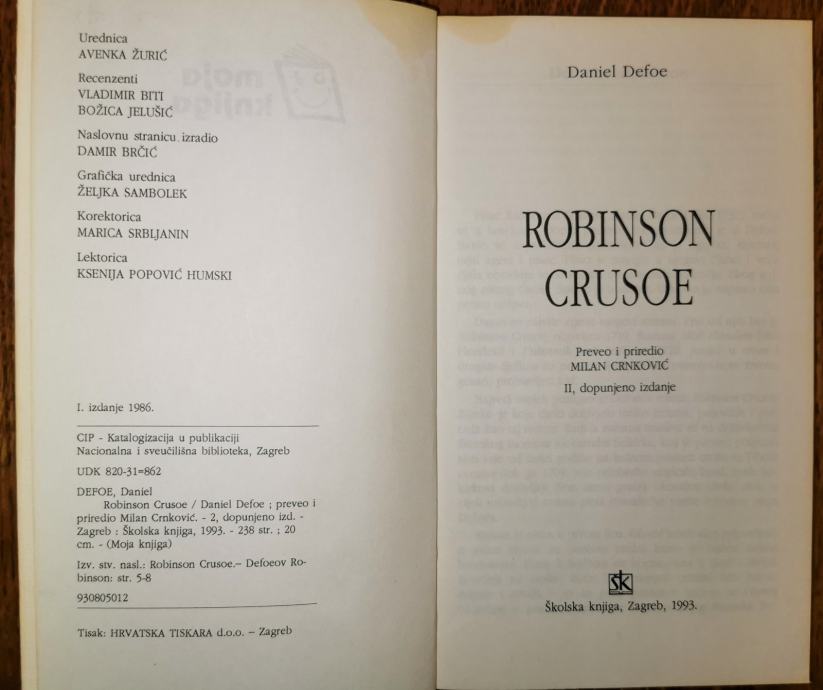 Urednica
AVENKA ŽURIĆ
Recenzenti
VLADIMIR BITI
BOŽICA JELUŠIĆ
Naslovnu stranicu izradio
DAMIR BRČIĆ
Grafička urednica
ŽELJKA SAMBOLEK
Korektorica
MARICA SRBLJANIN
Lektorica
KSENIJA POPOVIĆ HUMSKI
I. izdanje 1986.
CIP - Katalogizacija u publikaciji
Nacionalna i sveučilišna biblioteka, Zagreb
UDK 820-31=862
DEFOE, Daniel
Robinson Crusoe / Daniel Defoe ; preveo i
priredio Milan Crnković. - 2, dopunjeno izd. -
Zagreb : Školska knjiga, 1993. - 238 str. ; 20
cm. - (Moja knjiga)
Izv. stv. nasl.: Robinson Crusoe.– Defoeov Ro-
binson: str. 5-8
930805012
Tisak: HRVATSKA TISKARA d.o.o. – Zagreb
moja
knjiga
Daniel Defoe
ROBINSON
CRUSOE
Preveo i priredio
MILAN CRNKOVIĆ
II, dopunjeno izdanje
šk
Školska knjiga, Zagreb, 1993.